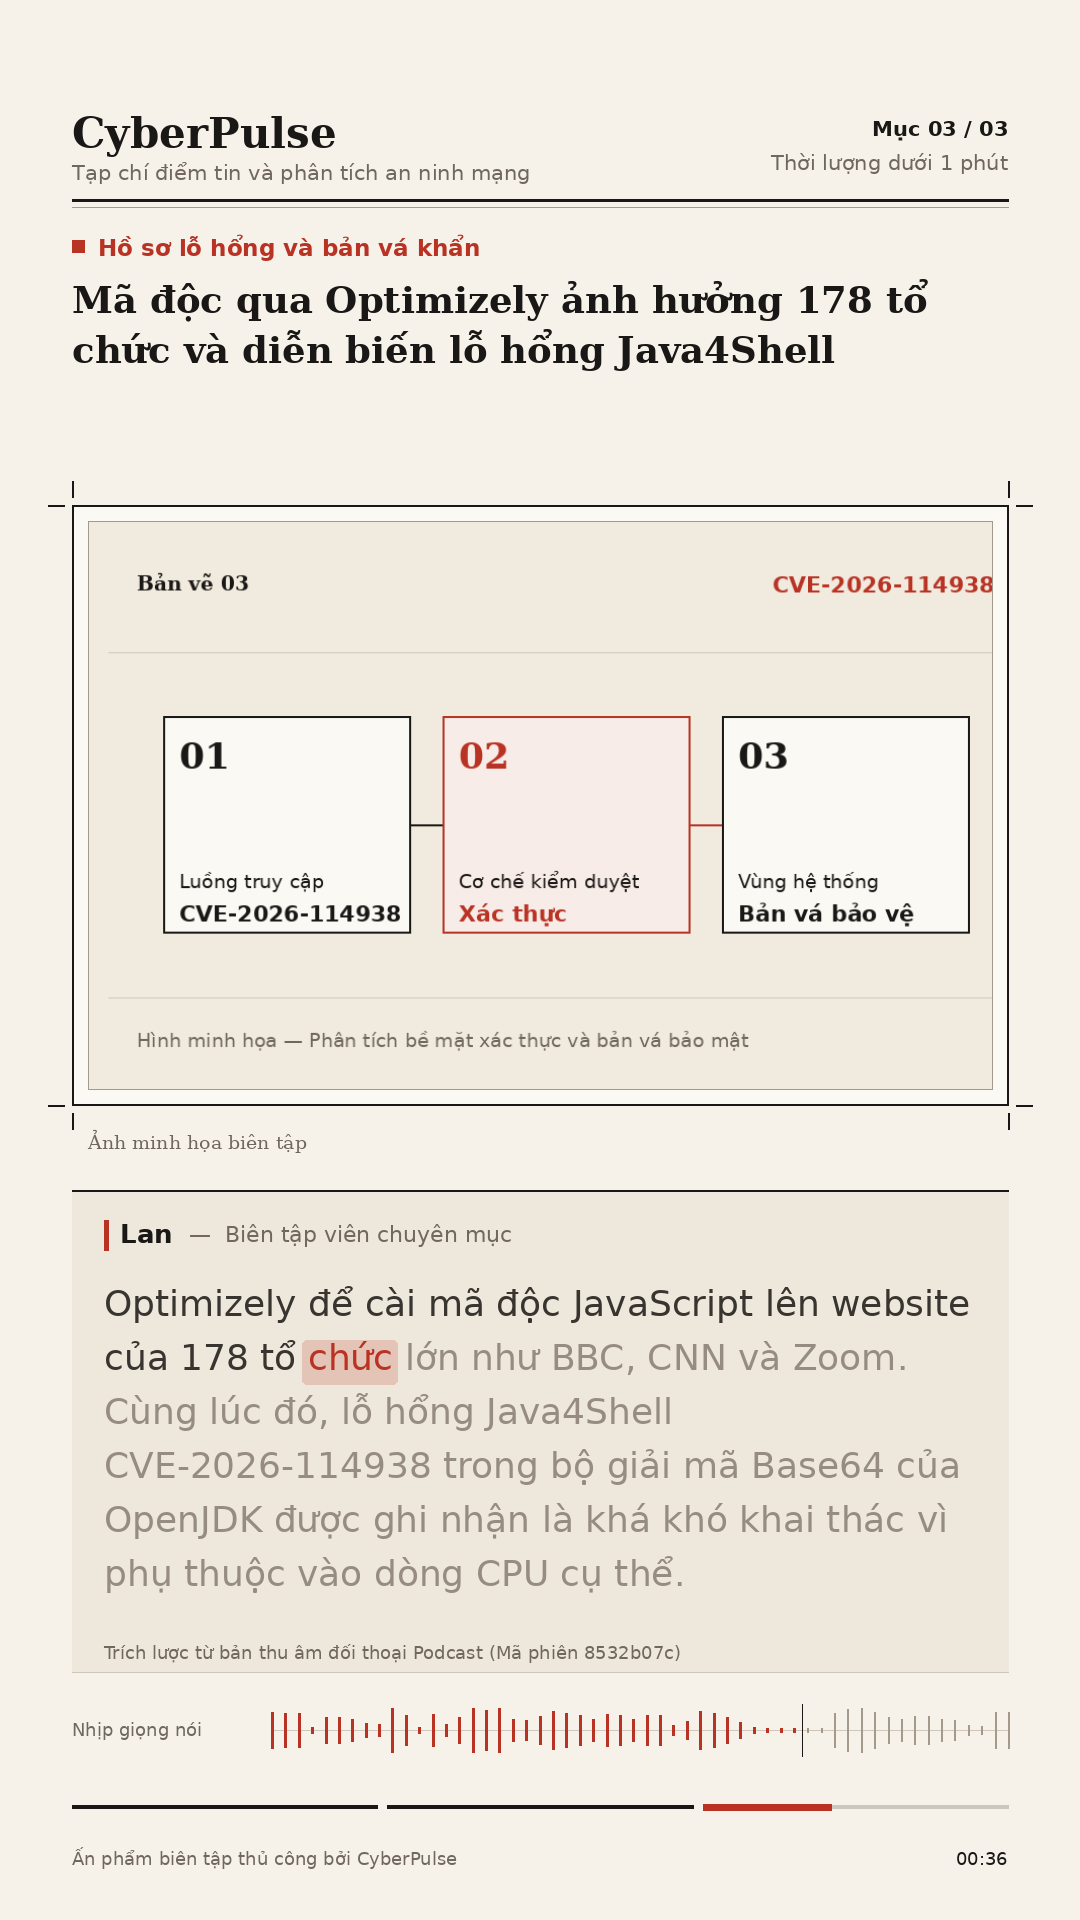 CyberPulse
Tạp chí điểm tin và phân tích an ninh mạng
Mục 03 / 03
Thời lượng dưới 1 phút
Hồ sơ lỗ hổng và bản vá khẩn
Mã độc qua Optimizely ảnh hưởng 178 tổ
chức và diễn biến lỗ hổng Java4Shell
Bản vẽ 03
CVE-2026-114938
01
Luồng truy cập
CVE-2026-114938
02
Cơ chế kiểm duyệt
Xác thực
03
Vùng hệ thống
Bản vá bảo vệ
Hình minh họa — Phân tích bề mặt xác thực và bản vá bảo mật
Ảnh minh họa biên tập
Lan — Biên tập viên chuyên mục
Optimizely để cài mã độc JavaScript lên website
của 178 tổ chức lớn như BBC, CNN và Zoom.
Cùng lúc đó, lỗ hổng Java4Shell
CVE-2026-114938 trong bộ giải mã Base64 của
OpenJDK được ghi nhận là khá khó khai thác vì
phụ thuộc vào dòng CPU cụ thể.
Trích lược từ bản thu âm đối thoại Podcast (Mã phiên 8532b07c)
Nhịp giọng nói
Ấn phẩm biên tập thủ công bởi CyberPulse
00:36